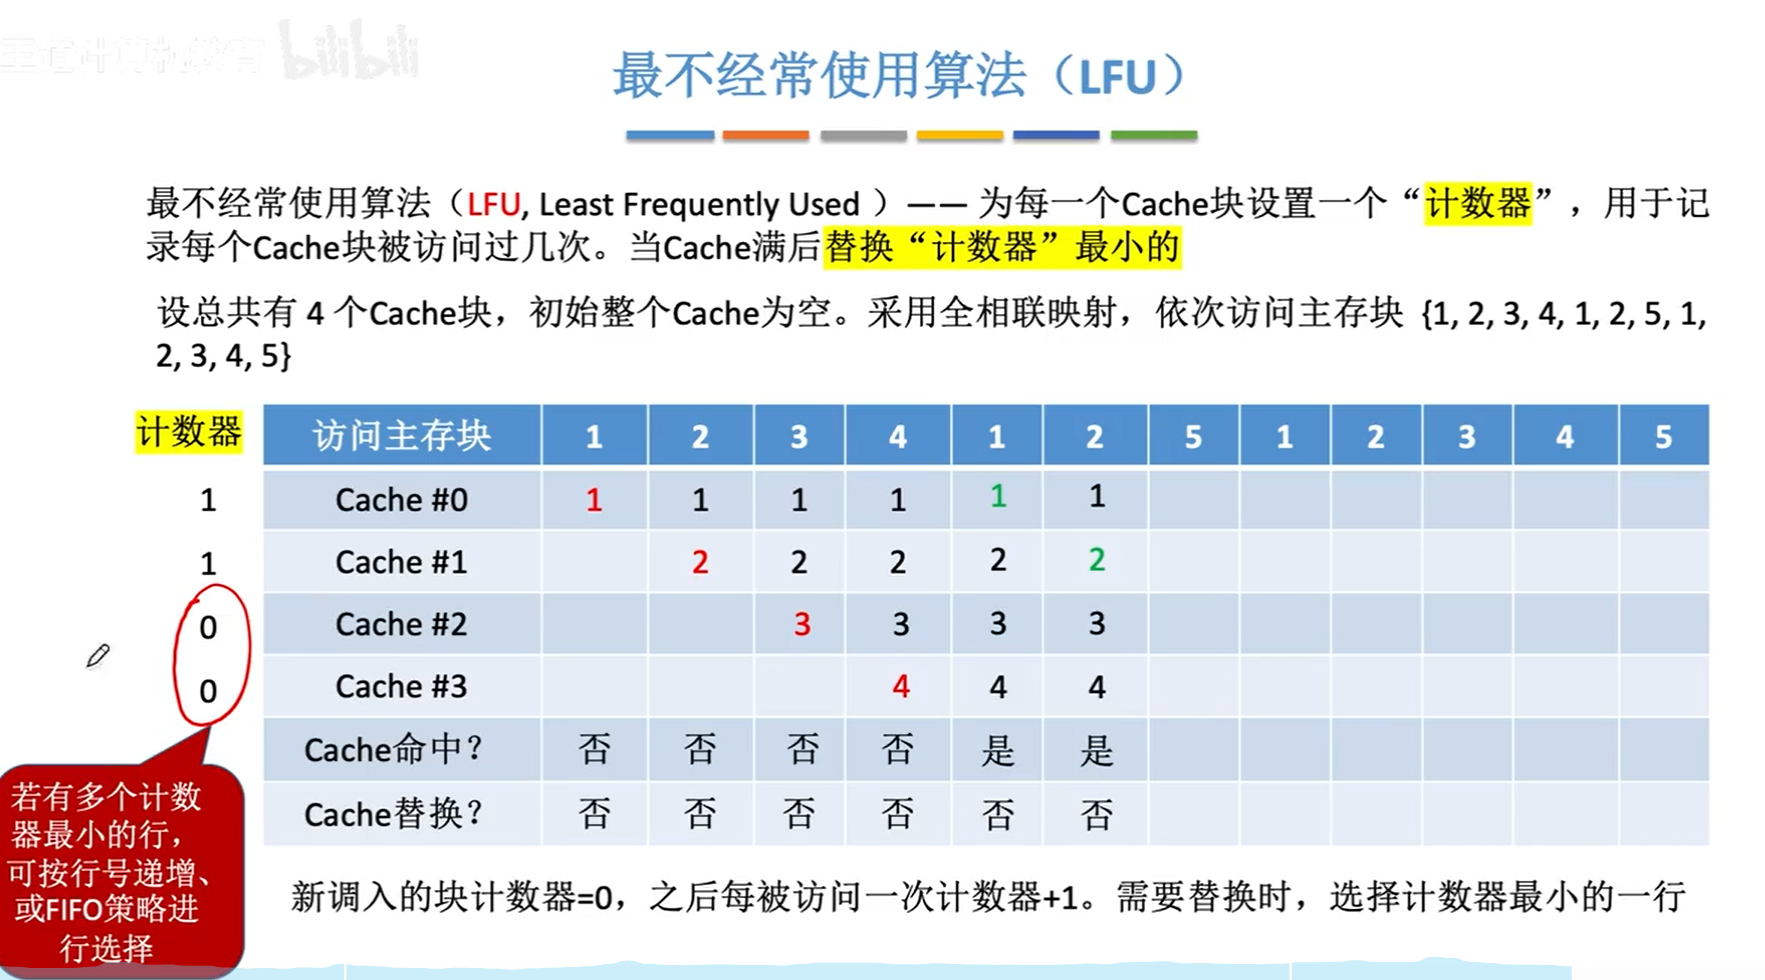 王道计算机教育 bilibili
最不经常使用算法（LFU）
最不经常使用算法（LFU, Least Frequently Used ）—— 为每一个Cache块设置一个“计数器”，用于记
录每个Cache块被访问过几次。当Cache满后替换“计数器”最小的
设总共有 4 个Cache块，初始整个Cache为空。采用全相联映射，依次访问主存块 {1, 2, 3, 4, 1, 2, 5, 1,
2, 3, 4, 5}
计数器 访问主存块 1 2 3 4 1 2 5 1 2 3 4 5
1 Cache #0 1 1 1 1 1 1
1 Cache #1 2 2 2 2 2
0 Cache #2 3 3 3 3
0 Cache #3 4 4 4
Cache命中？ 否 否 否 否 是 是
Cache替换？ 否 否 否 否 否 否
若有多个计数
器最小的行，
可按行号递增、
或FIFO策略进
行选择
新调入的块计数器=0，之后每被访问一次计数器+1。需要替换时，选择计数器最小的一行